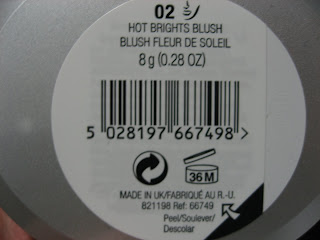 02
HOT BRIGHTS BLUSH
BLUSH FLEUR DE SOLEIL
8 g (0.28 OZ)
5 028197 667498 >
36 M
MADE IN UK/FABRIQUÉ AU R.-U.
821198 Ref: 66749
Peel/Soulever/
Descolar